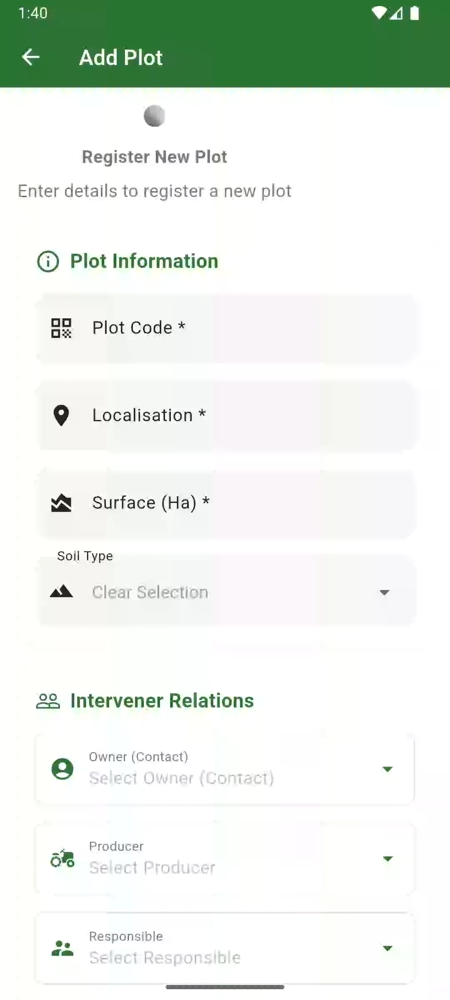 1:40
Add Plot
Register New Plot
Enter details to register a new plot
Plot Information
Plot Code *
Localisation *
Surface (Ha) *
Soil Type
Clear Selection
Intervener Relations
Owner (Contact)
Select Owner (Contact)
Producer
Select Producer
Responsible
Select Responsible